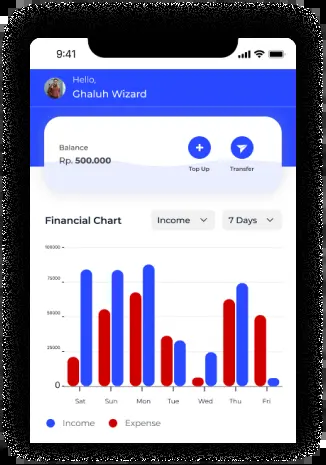 9:41
Hello,
Ghaluh Wizard
Balance
Rp. 500.000
Top Up Transfer
Financial Chart Income 7 Days
100000
75000
50000
25000
0
Sat Sun Mon Tue Wed Thu Fri
Income Expense